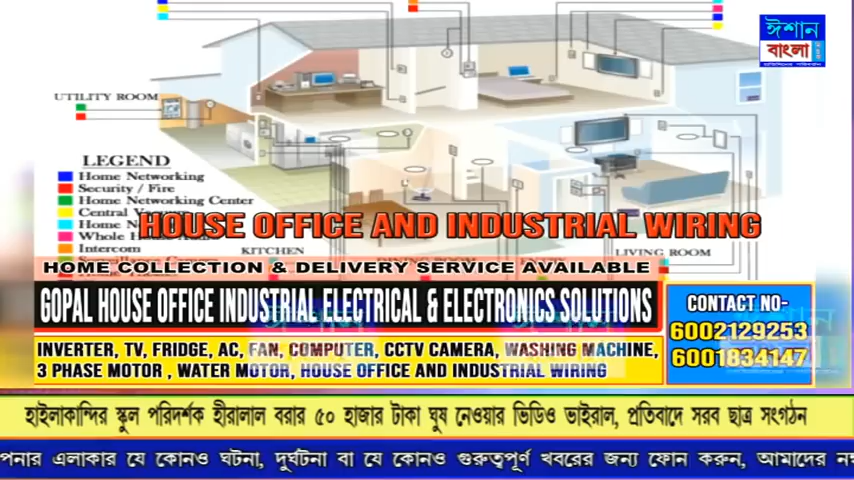 ঈশান
বাংলা
UTILITY ROOM
LEGEND
Home Networking
Security / Fire
Home Networking Center
Central
Whole
Intercom
HOUSE OFFICE AND INDUSTRIAL WIRING
KITCHEN
LIVING ROOM
HOME COLLECTION & DELIVERY SERVICE AVAILABLE
GOPAL HOUSE OFFICE INDUSTRIAL ELECTRICAL & ELECTRONICS SOLUTIONS
INVERTER, TV, FRIDGE, AC, FAN, COMPUTER, CCTV CAMERA, WASHING MACHINE,
3 PHASE MOTOR , WATER MOTOR, HOUSE OFFICE AND INDUSTRIAL WIRING
CONTACT NO-
6002129253
6001834147
হাইলাকান্দির স্কুল পরিদর্শক হীরালাল বরার ৫০ হাজার টাকা ঘুষ নেওয়ার ভিডিও ভাইরাল, প্রতিবাদে সরব ছাত্র সংগঠন
পনার এলাকার যে কোনও ঘটনা, দুর্ঘটনা বা যে কোনও গুরুত্বপূর্ণ খবরের জন্য ফোন করুন, আমাদের নম্ব